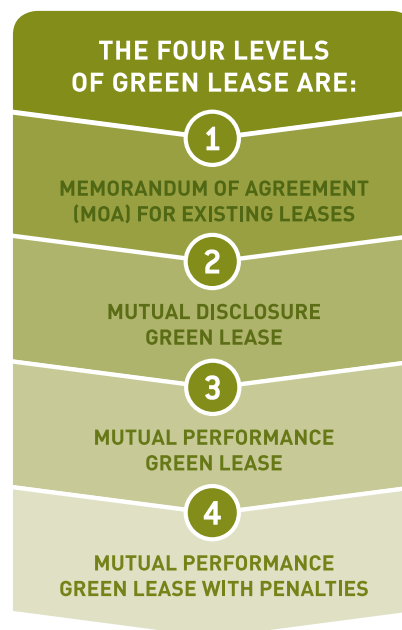 THE FOUR LEVELS
OF GREEN LEASE ARE:
1
MEMORANDUM OF AGREEMENT
(MOA) FOR EXISTING LEASES
2
MUTUAL DISCLOSURE
GREEN LEASE
3
MUTUAL PERFORMANCE
GREEN LEASE
4
MUTUAL PERFORMANCE
GREEN LEASE WITH PENALTIES